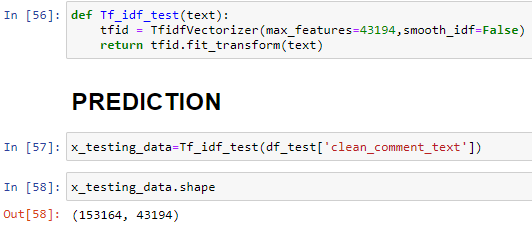 In [56]: def Tf_idf_test(text):
tfid = TfidfVectorizer(max_features=43194,smooth_idf=False)
return tfid.fit_transform(text)
PREDICTION
In [57]: x_testing_data=Tf_idf_test(df_test['clean_comment_text'])
In [58]: x_testing_data.shape
Out[58]: (153164, 43194)